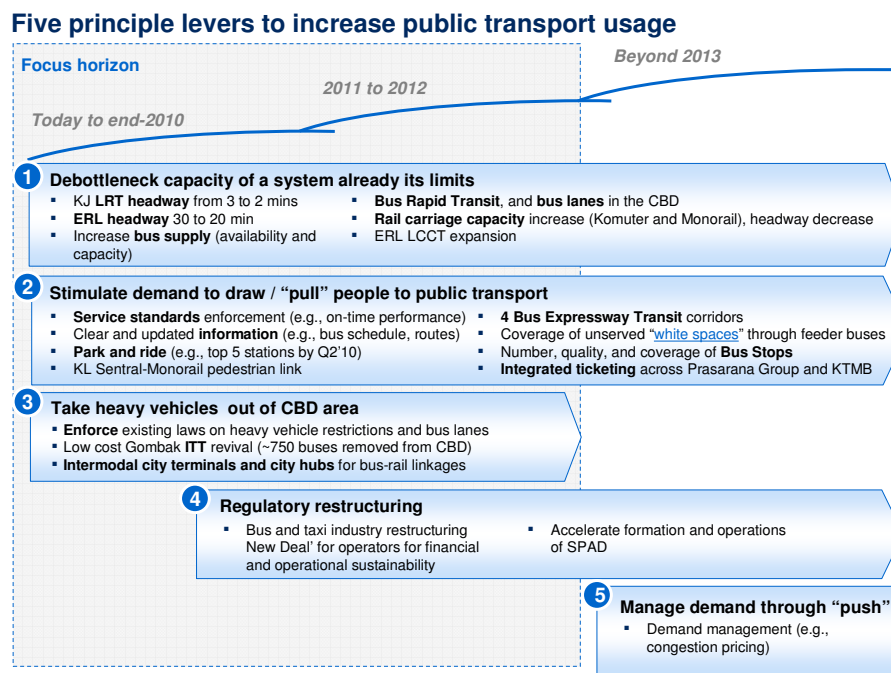 Five principle levers to increase public transport usage
Focus horizon
Today to end-2010
2011 to 2012
Beyond 2013
1
Debottleneck capacity of a system already its limits
▪ KJ LRT headway from 3 to 2 mins
▪ ERL headway 30 to 20 min
▪ Increase bus supply (availability and
capacity)
▪ Bus Rapid Transit, and bus lanes in the CBD
▪ Rail carriage capacity increase (Komuter and Monorail), headway decrease
▪ ERL LCCT expansion
2
Stimulate demand to draw / “pull” people to public transport
▪ Service standards enforcement (e.g., on-time performance)
▪ Clear and updated information (e.g., bus schedule, routes)
▪ Park and ride (e.g., top 5 stations by Q2’10)
▪ KL Sentral-Monorail pedestrian link
▪ 4 Bus Expressway Transit corridors
▪ Coverage of unserved “white spaces” through feeder buses
▪ Number, quality, and coverage of Bus Stops
▪ Integrated ticketing across Prasarana Group and KTMB
3
Take heavy vehicles out of CBD area
▪ Enforce existing laws on heavy vehicle restrictions and bus lanes
▪ Low cost Gombak ITT revival (~750 buses removed from CBD)
▪ Intermodal city terminals and city hubs for bus-rail linkages
4
Regulatory restructuring
▪ Bus and taxi industry restructuring
New Deal’ for operators for financial
and operational sustainability
▪ Accelerate formation and operations
of SPAD
5
Manage demand through “push”
▪ Demand management (e.g.,
congestion pricing)